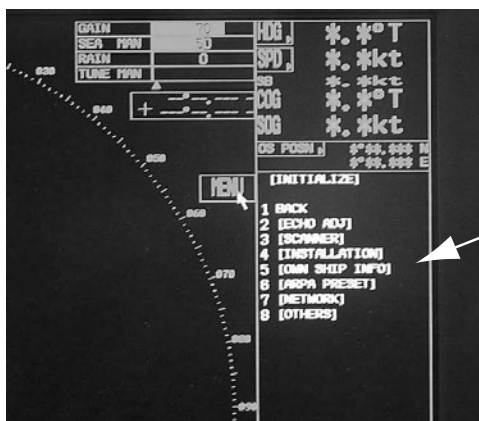 GAIN 70
SEA MAN 50
RAIN 0
TUNE MAN
HDG *.*°T
SPD *.*kt
SB *.*kt
COG *.*°T
SOG *.*kt
OS POSN *°**.*** N
*°**.*** E
+ --°--.---
030
040
050
060
070
080
090
MENU
[INITIALIZE]
1 BACK
2 [ECHO ADJ]
3 [SCANNER]
4 [INSTALLATION]
5 [OWN SHIP INFO]
6 [ARPA PRESET]
7 [NETWORK]
8 [OTHERS]